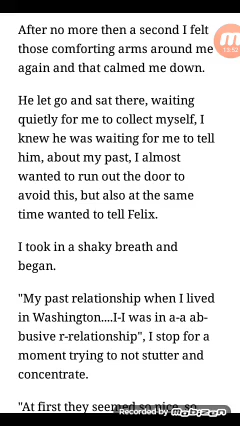 After no more then a second I felt
those comforting arms around me
again and that calmed me down.
He let go and sat there, waiting
quietly for me to collect myself, I
knew he was waiting for me to tell
him, about my past, I almost
wanted to run out the door to
avoid this, but also at the same
time wanted to tell Felix.
I took in a shaky breath and
began.
"My past relationship when I lived
in Washington....I-I was in a-a ab-
busive r-relationship", I stop for a
moment trying to not stutter and
concentrate.
"At first they seemed so nice, so
Recorded by mobizen